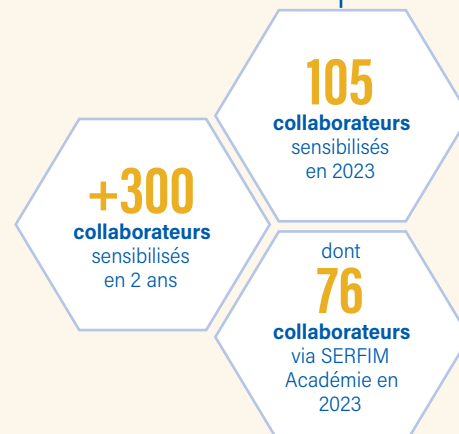 105
collaborateurs
sensibilisés
en 2023
+300
collaborateurs
sensibilisés
en 2 ans
dont
76
collaborateurs
via SERFIM
Académie en
2023